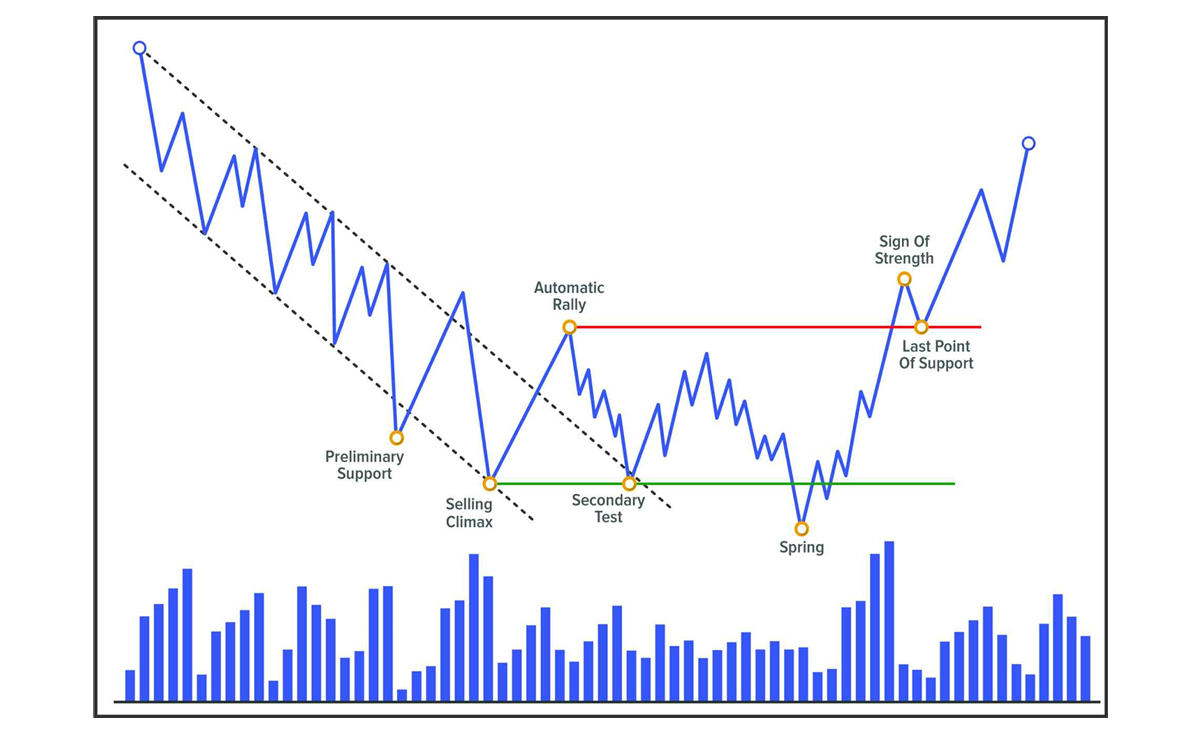 Sign Of
Strength
Automatic
Rally
Last Point
Of Support
Preliminary
Support
Selling
Climax
Secondary
Test
Spring